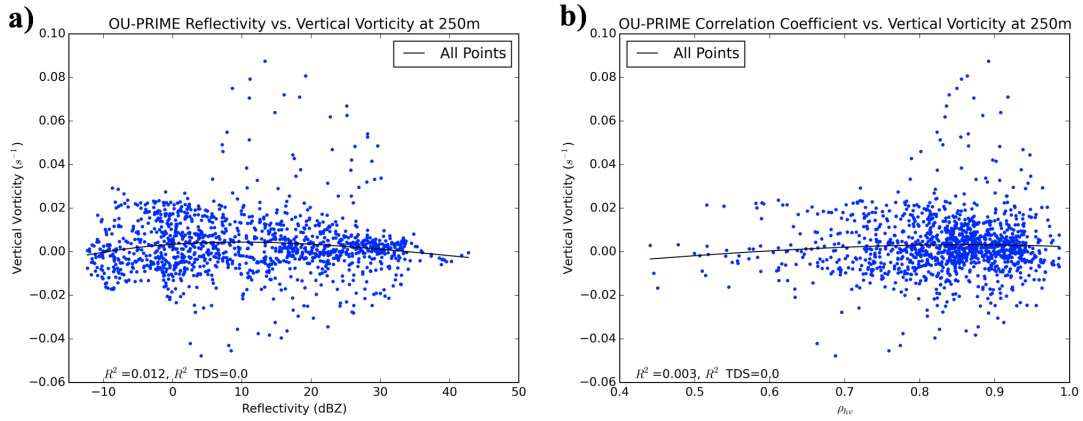 a)
OU-PRIME Reflectivity vs. Vertical Vorticity at 250m
0.10
0.08
0.06
0.04
0.02
0.00
−0.02
−0.04
−0.06
Vertical Vorticity (s⁻¹)
All Points
R² =0.012, R² TDS=0.0
−10
0
10
20
30
40
50
Reflectivity (dBZ)
b)
OU-PRIME Correlation Coefficient vs. Vertical Vorticity at 250m
0.10
0.08
0.06
0.04
0.02
0.00
−0.02
−0.04
−0.06
Vertical Vorticity (s⁻¹)
All Points
R² =0.003, R² TDS=0.0
0.4
0.5
0.6
0.7
0.8
0.9
1.0
ρhv